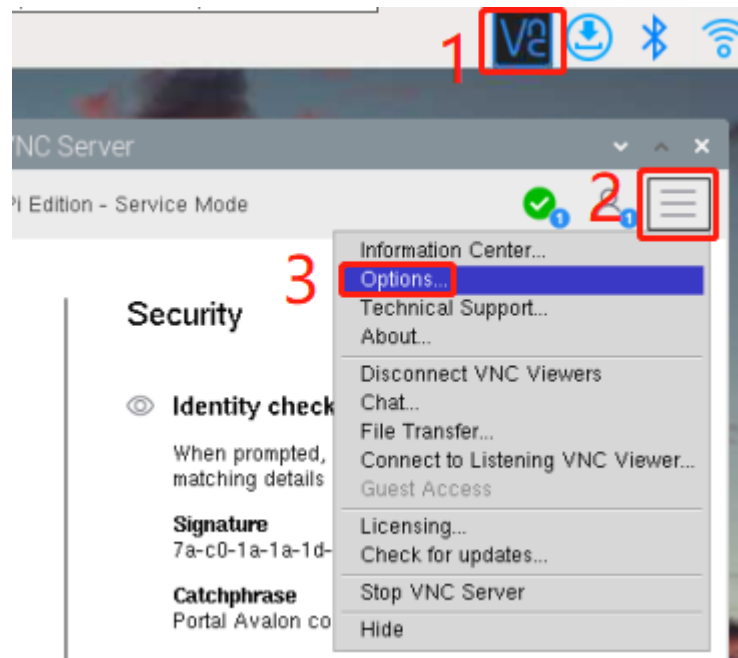 1
VNC Server
Pi Edition - Service Mode
2
1
1
Information Center...
3
Options...
Technical Support...
About...
Disconnect VNC Viewers
Chat...
File Transfer...
Connect to Listening VNC Viewer...
Guest Access
Licensing...
Check for updates...
Stop VNC Server
Hide
Security
Identity check
When prompted,
matching details
Signature
7a-c0-1a-1a-1d-
Catchphrase
Portal Avalon co